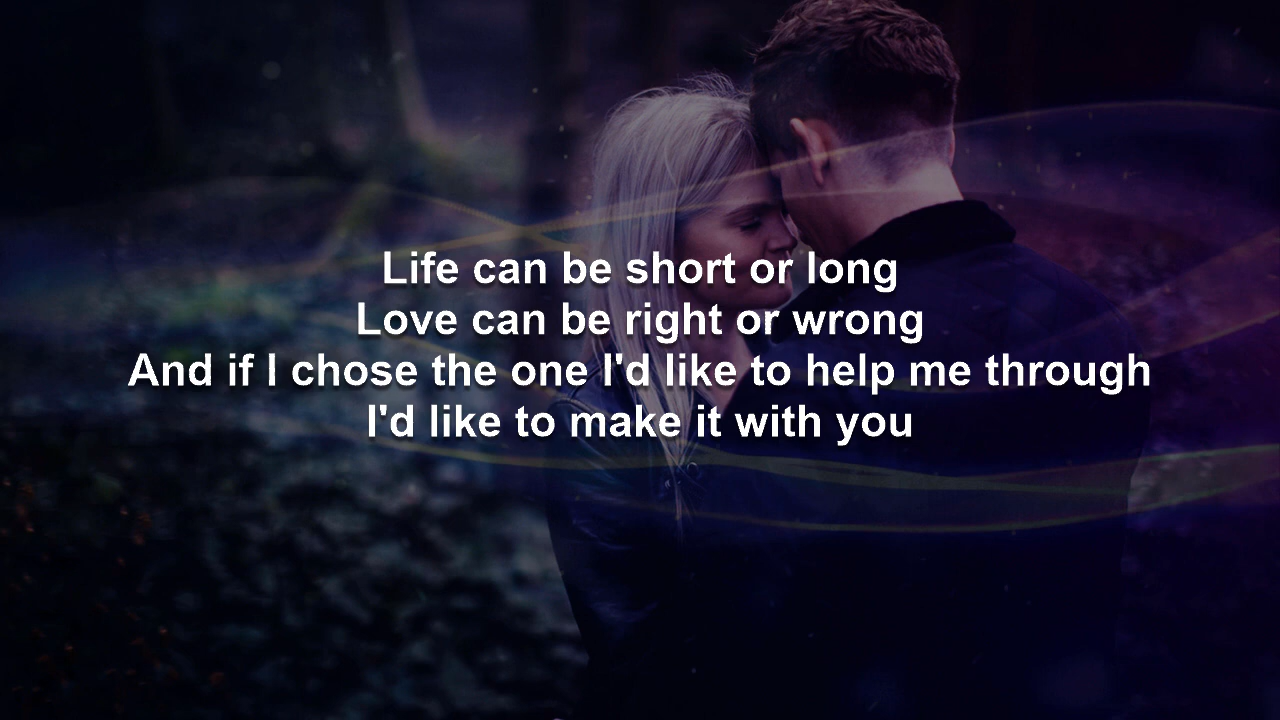 Life can be short or long
Love can be right or wrong
And if I chose the one I'd like to help me through
I'd like to make it with you